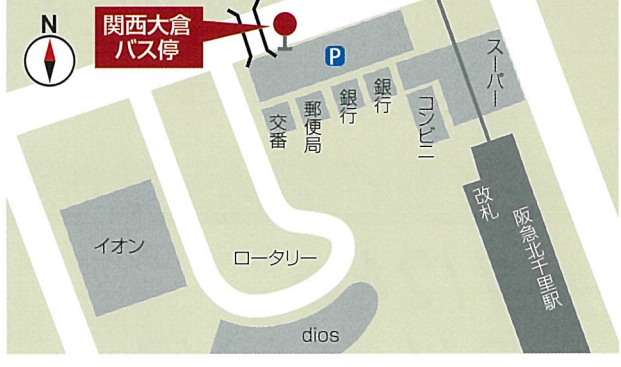 N
関西大倉
バス停
P
スーパー
銀行
銀行
郵便局
交番
コンビニ
改札
阪急北千里駅
イオン
ロータリー
dios